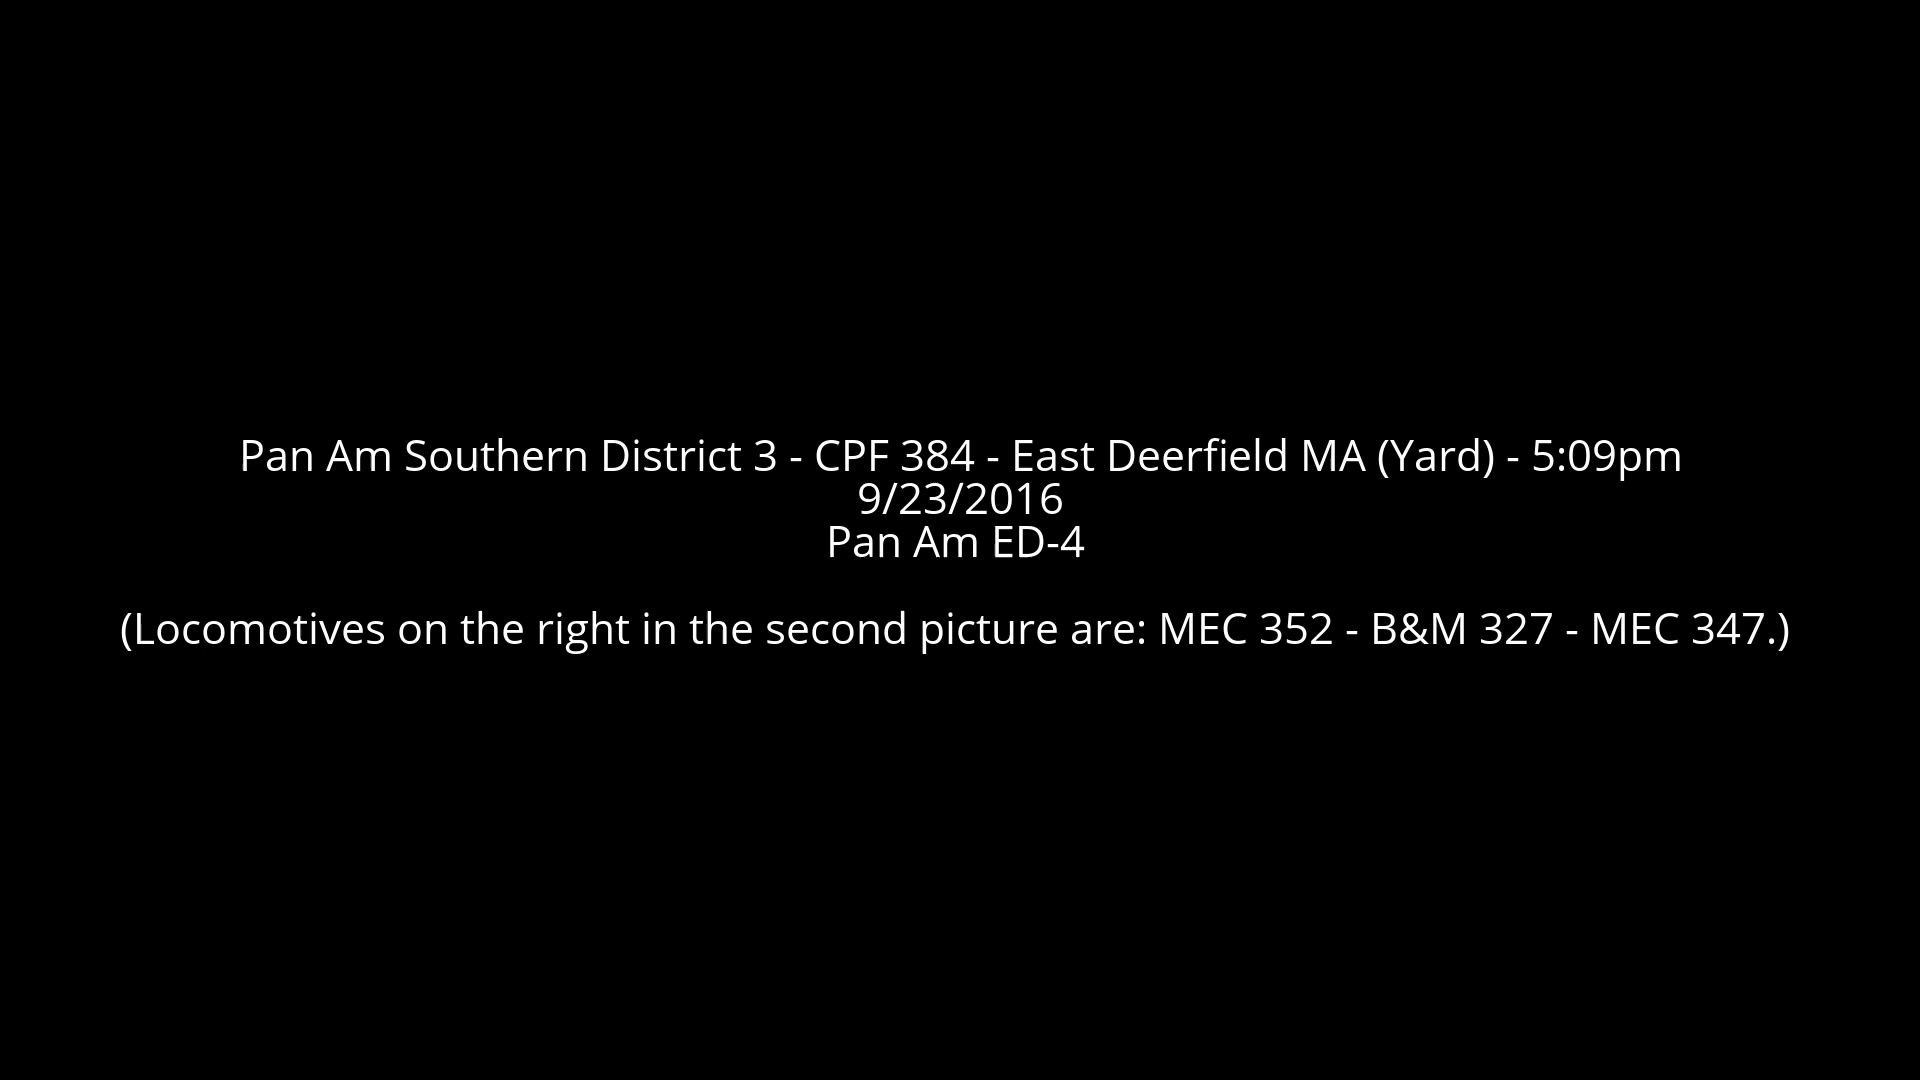 Pan Am Southern District 3 - CPF 384 - East Deerfield MA (Yard) - 5:09pm
9/23/2016
Pan Am ED-4
(Locomotives on the right in the second picture are: MEC 352 - B&M 327 - MEC 347.)